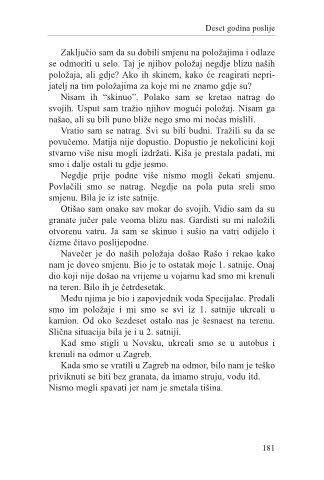 Deset godina poslije
Zaključio sam da su dobili smjenu na položajima i odlaze
se odmoriti u selo. Taj je njihov položaj negdje blizu naših
položaja, ali gdje? Ako ih skinem, kako će reagirati nepri-
jatelj na tim položajima za koje mi ne znamo gdje su?
Nisam ih “skinuo”. Polako sam se kretao natrag do
svojih. Usput sam tražio njihov mogući položaj. Nisam ga
našao, ali su bili puno bliže nego smo mi noćas mislili.
Vratio sam se natrag. Svi su bili budni. Tražili su da se
povučemo. Matija nije dopustio. Dopustio je nekolicini koji
stvarno više nisu mogli izdržati. Kiša je prestala padati, mi
smo i dalje ostali tu gdje jesmo.
Negdje prije podne više nismo mogli čekati smjenu.
Povlačili smo se natrag. Negdje na pola puta sreli smo
smjenu. Bila je iz iste satnije.
Otišao sam onako sav mokar do svojih. Vidio sam da su
granate jučer pale veoma blizu nas. Gardisti su mi naložili
otvorenu vatru. Ja sam se skinuo i sušio na vatri odijelo i
čizme čitavo poslijepodne.
Navečer je do naših položaja došao Rašo i rekao kako
nam je doveo smjenu. Bio je to ostatak moje 1. satnije. Onaj
dio koji nije došao na vrijeme u vojarnu kad smo mi krenuli
na teren. Bilo ih je četrdesetak.
Među njima je bio i zapovjednik voda Specijalac. Predali
smo im položaje i mi smo se svi iz 1. satnije ukrcali u
kamion. Od oko šezdeset ostalo nas je šesnaest na terenu.
Slična situacija bila je i u 2. satniji.
Kad smo stigli u Novsku, ukrcali smo se u autobus i
krenuli na odmor u Zagreb.
Kada smo se vratili u Zagreb na odmor, bilo nam je teško
priviknuti se biti bez granata, da imamo struju, vodu itd.
Nismo mogli spavati jer nam je smetala tišina.
181